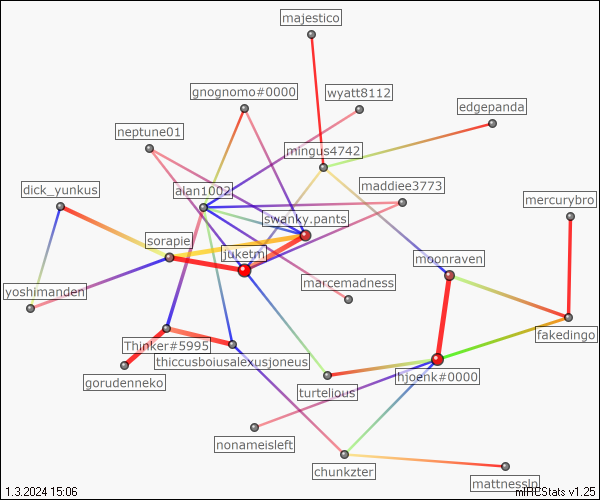 majestico
gnognomo#0000
wyatt8112
edgepanda
neptune01
mingus4742
dick_yunkus
alan1002
maddiee3773
mercurybro
swanky.pants
sorapie
juketm
moonraven
yoshimanden
marcemadness
Thinker#5995
fakedingo
thiccusboiusalexusjoneus
gorudenneko
hjoenk#0000
turtelious
nonameisleft
chunkzter
mattnesslp
1.3.2024 15:06
mIRCStats v1.25